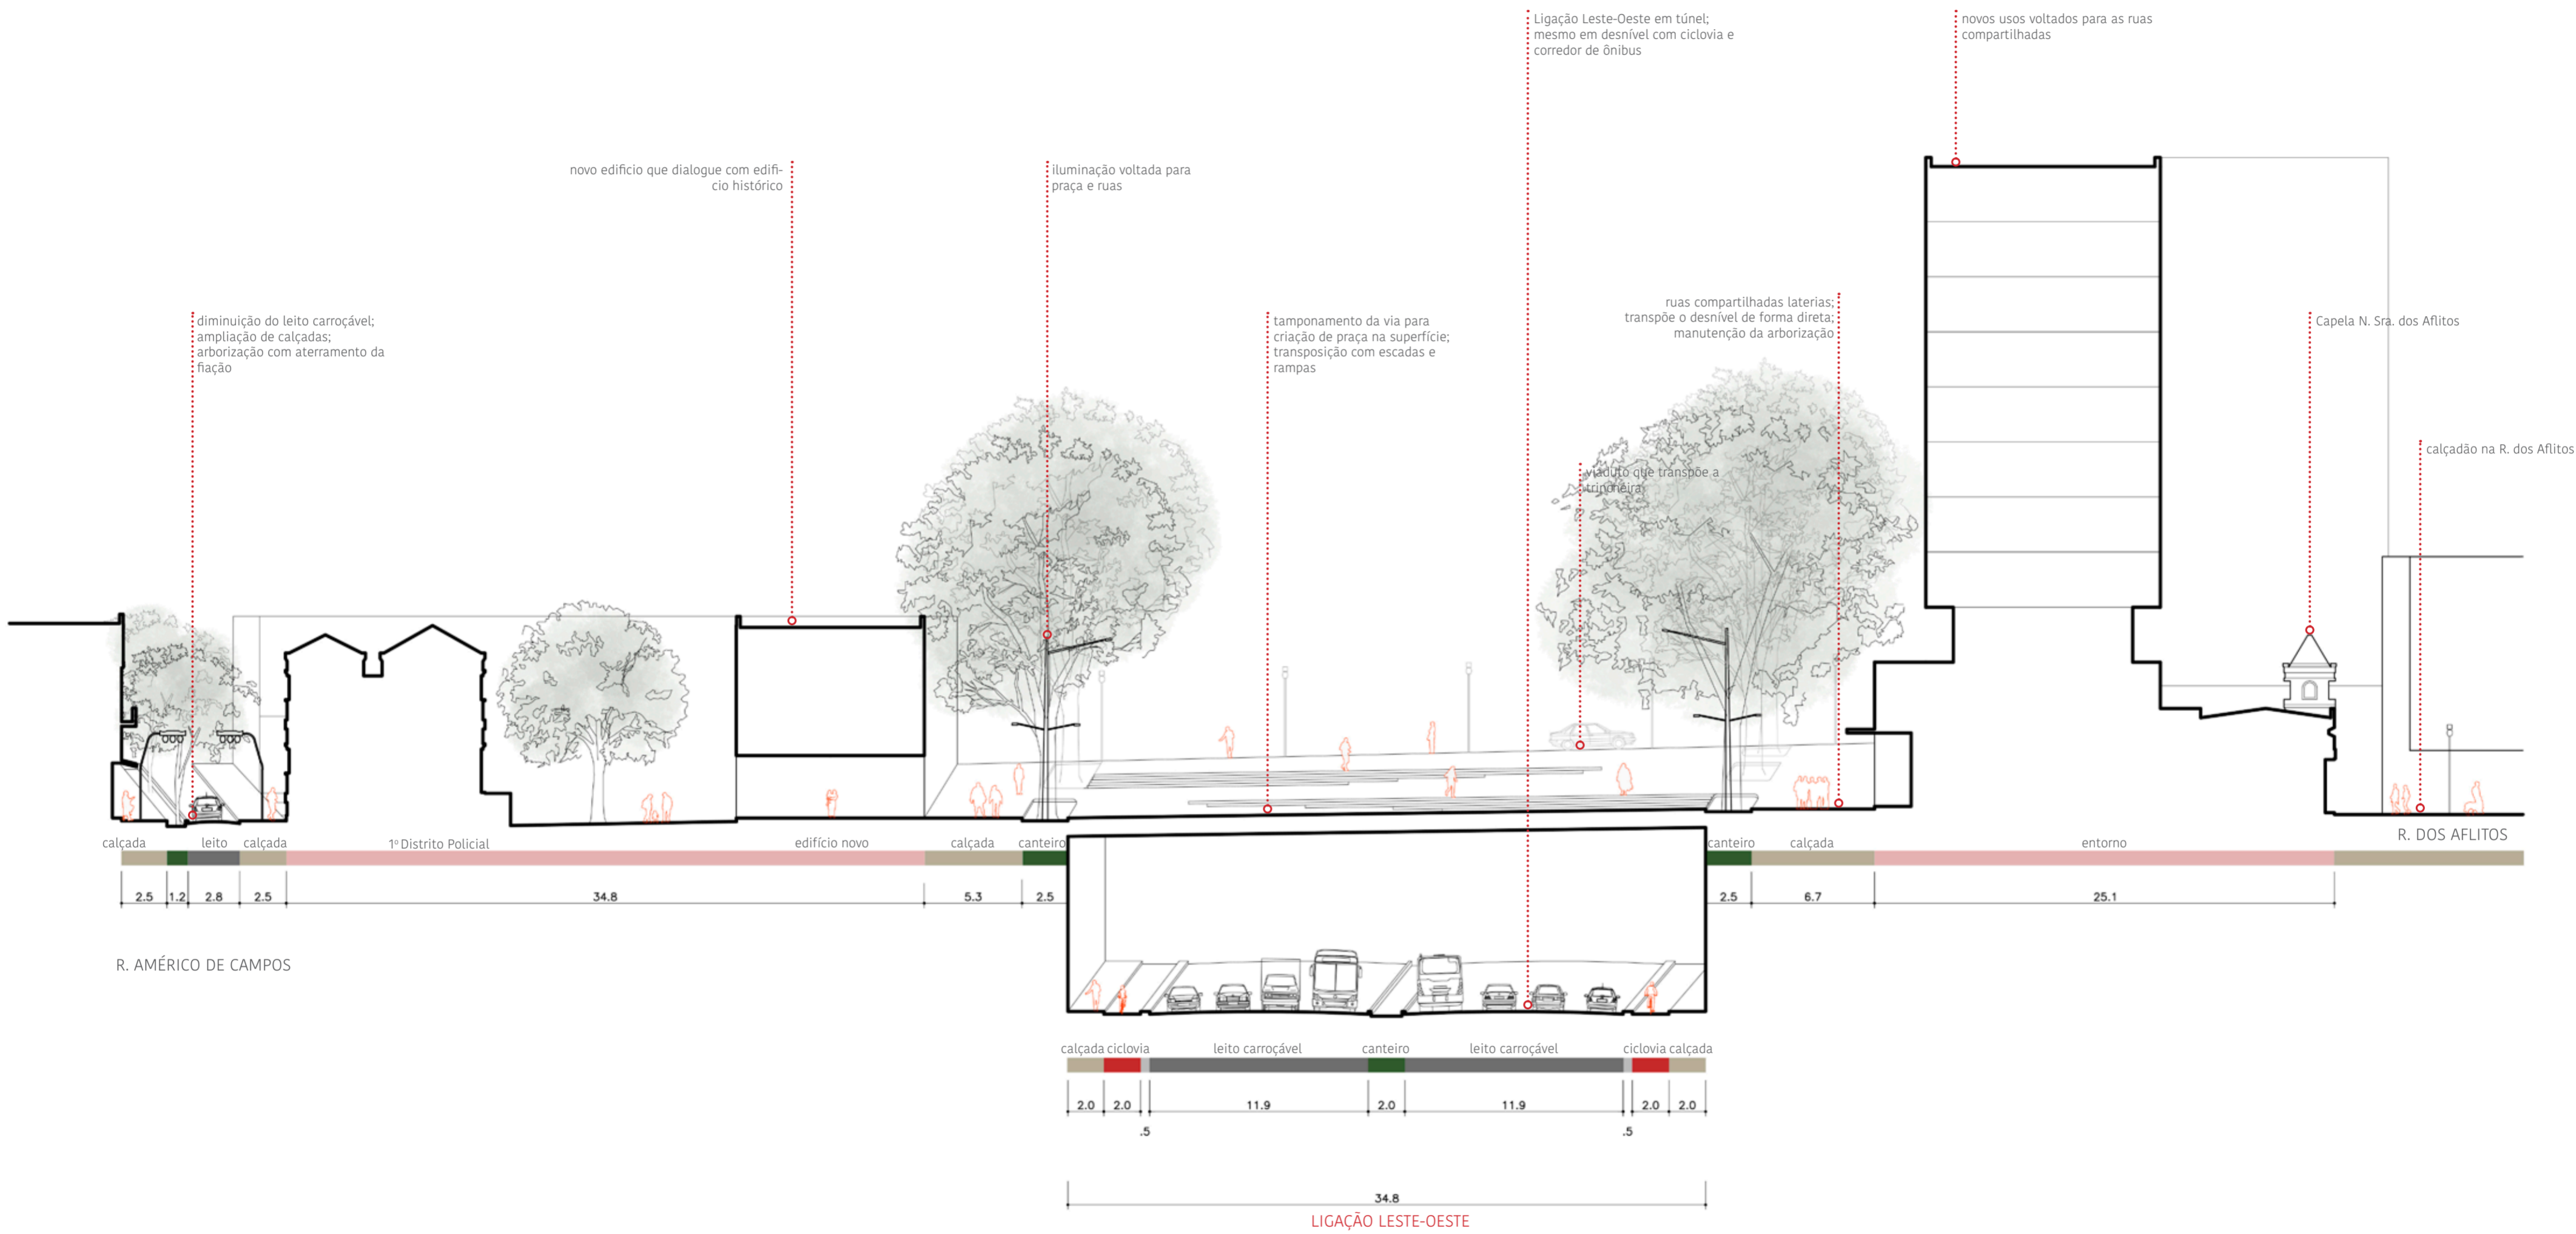 Ligação Leste-Oeste em túnel;
mesmo em desnível com ciclovia e
corredor de ônibus
novos usos voltados para as ruas
compartilhadas
novo edificio que dialogue com edifi-
cio histórico
iluminação voltada para
praça e ruas
diminuição do leito carroçável;
ampliação de calçadas;
arborização com aterramento da
fiação
tamponamento da via para
criação de praça na superfície;
transposição com escadas e
rampas
ruas compartilhadas laterias;
transpõe o desnível de forma direta;
manutenção da arborização
Capela N. Sra. dos Aflitos
calçadão na R. dos Aflitos
viaduto que transpõe a
trincheira
calçada
leito
calçada
1º Distrito Policial
edifício novo
calçada
canteiro
canteiro
calçada
entorno
R. DOS AFLITOS
2.5
1.2
2.8
2.5
34.8
5.3
2.5
2.5
6.7
25.1
R. AMÉRICO DE CAMPOS
calçada
ciclovia
leito carroçável
canteiro
leito carroçável
ciclovia
calçada
2.0
2.0
11.9
2.0
11.9
2.0
2.0
.5
.5
34.8
LIGAÇÃO LESTE-OESTE